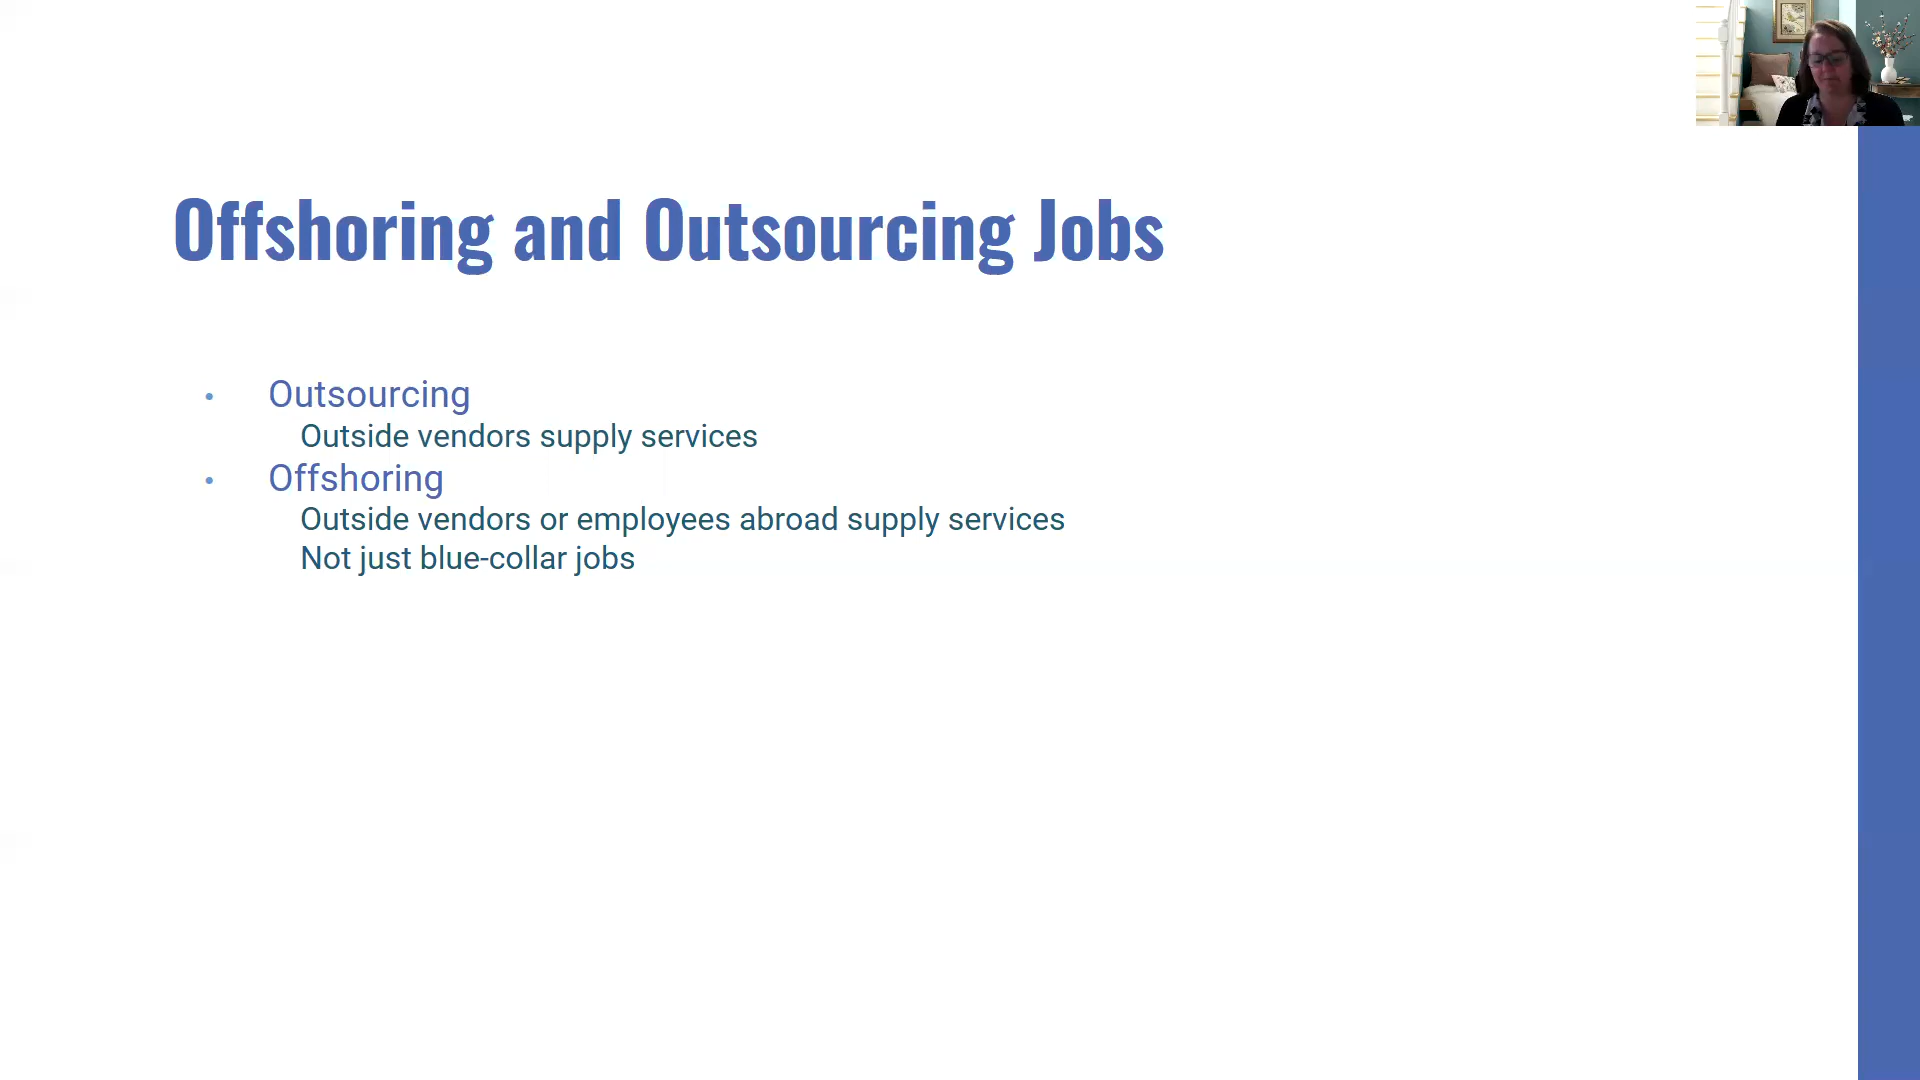 Offshoring and Outsourcing Jobs
• Outsourcing
Outside vendors supply services
• Offshoring
Outside vendors or employees abroad supply services
Not just blue-collar jobs